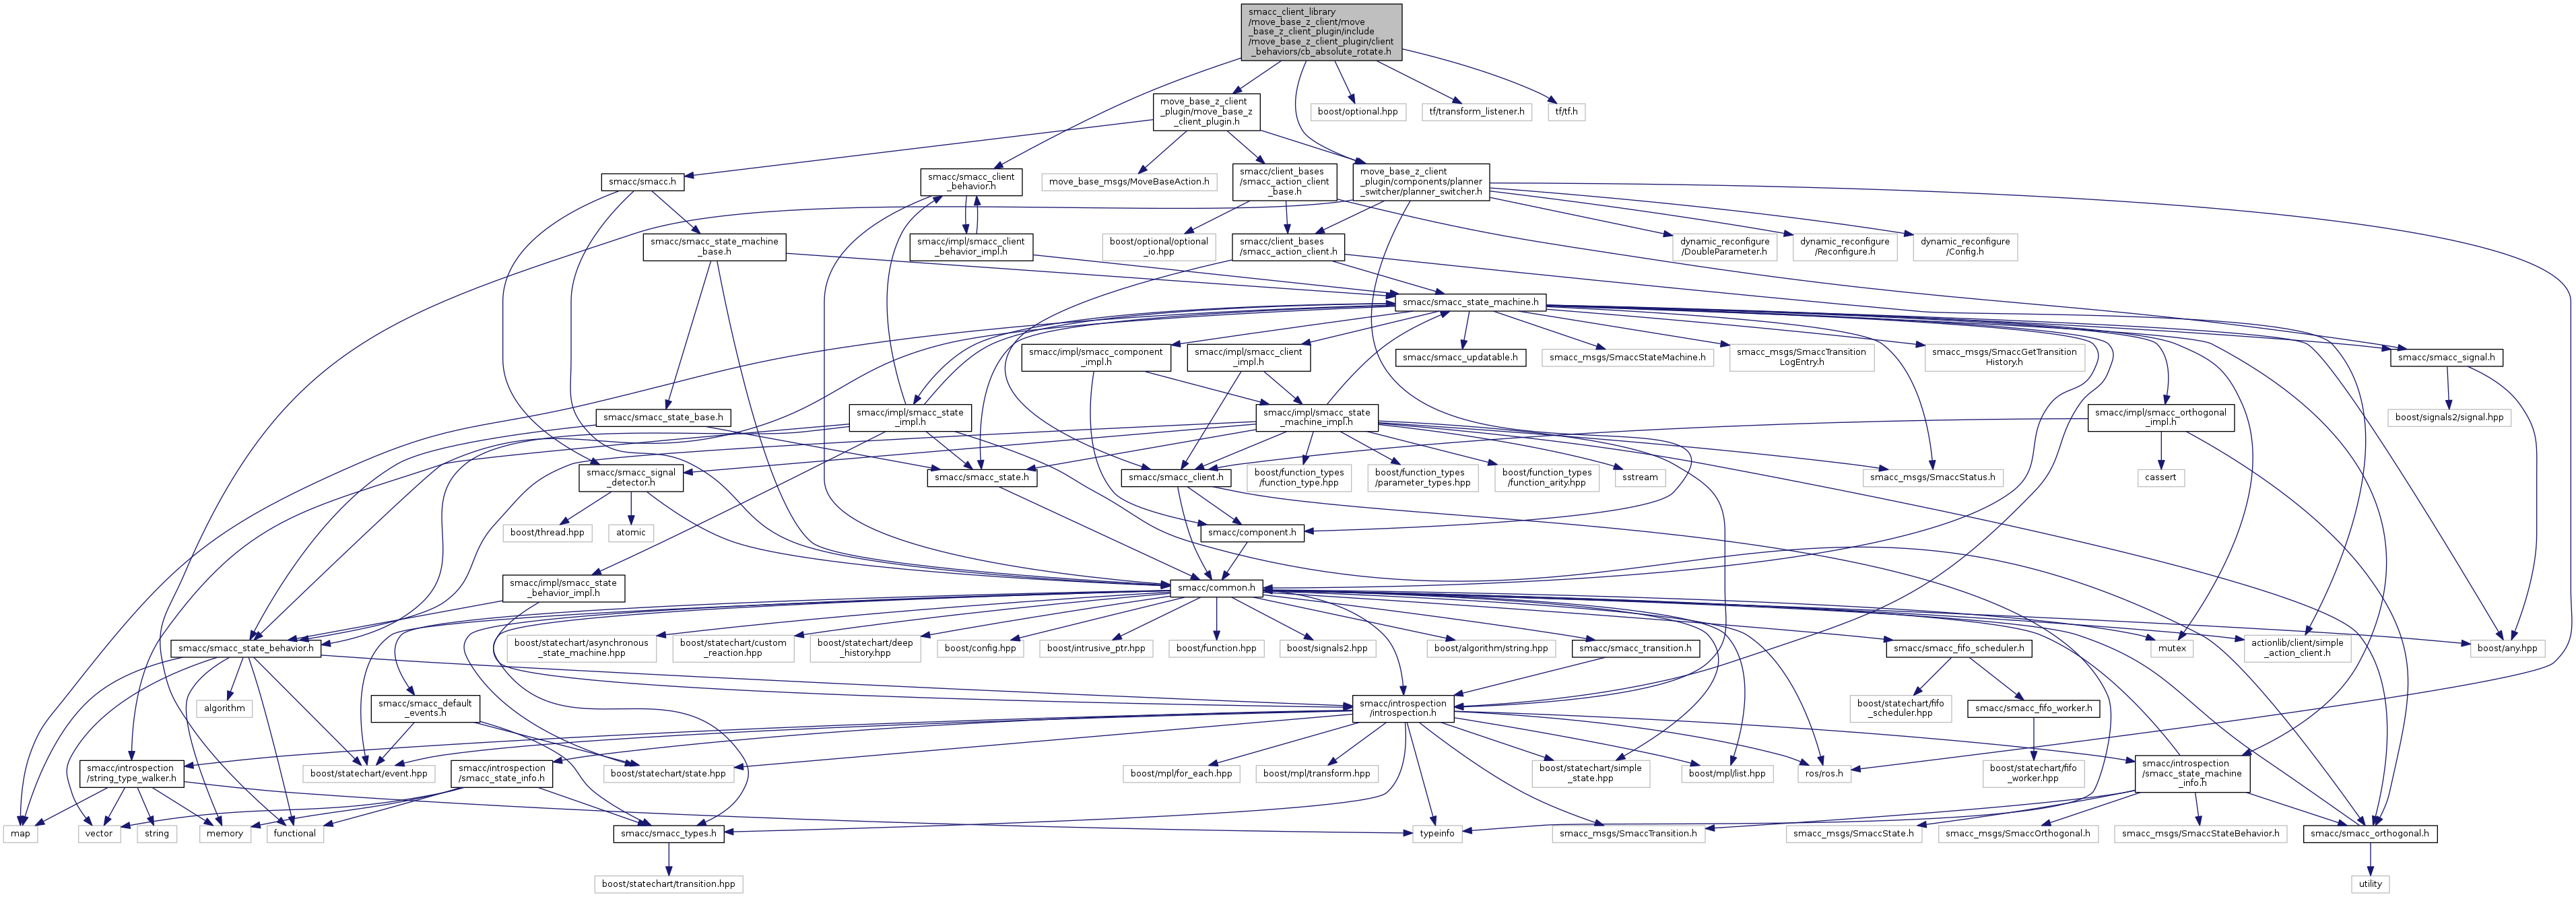 smacc_client_library
/move_base_z_client/move
_base_z_client_plugin/include
/move_base_z_client_plugin/client
_behaviors/cb_absolute_rotate.h
move_base_z_client
_plugin/move_base_z
_client_plugin.h
boost/optional.hpp
tf/transform_listener.h
tf/tf.h
smacc/smacc.h
smacc/smacc_client
_behavior.h
move_base_msgs/MoveBaseAction.h
smacc/client_bases
/smacc_action_client
_base.h
move_base_z_client
_plugin/components/planner
_switcher/planner_switcher.h
smacc/smacc_state_machine
_base.h
smacc/impl/smacc_client
_behavior_impl.h
boost/optional/optional
_io.hpp
smacc/client_bases
/smacc_action_client.h
dynamic_reconfigure
/DoubleParameter.h
dynamic_reconfigure
/Reconfigure.h
dynamic_reconfigure
/Config.h
smacc/smacc_state_machine.h
smacc/impl/smacc_component
_impl.h
smacc/impl/smacc_client
_impl.h
smacc/smacc_updatable.h
smacc_msgs/SmaccStateMachine.h
smacc_msgs/SmaccTransition
LogEntry.h
smacc_msgs/SmaccGetTransition
History.h
smacc/smacc_signal.h
smacc/smacc_state_base.h
smacc/impl/smacc_state
_impl.h
smacc/impl/smacc_state
_machine_impl.h
smacc/impl/smacc_orthogonal
_impl.h
boost/signals2/signal.hpp
smacc/smacc_signal
_detector.h
smacc/smacc_state.h
smacc/smacc_client.h
boost/function_types
/function_type.hpp
boost/function_types
/parameter_types.hpp
boost/function_types
/function_arity.hpp
sstream
smacc_msgs/SmaccStatus.h
cassert
boost/thread.hpp
atomic
smacc/component.h
smacc/impl/smacc_state
_behavior_impl.h
smacc/common.h
smacc/smacc_state_behavior.h
boost/statechart/asynchronous
_state_machine.hpp
boost/statechart/custom
_reaction.hpp
boost/statechart/deep
_history.hpp
boost/config.hpp
boost/intrusive_ptr.hpp
boost/function.hpp
boost/signals2.hpp
boost/algorithm/string.hpp
smacc/smacc_transition.h
smacc/smacc_fifo_scheduler.h
mutex
actionlib/client/simple
_action_client.h
boost/any.hpp
algorithm
smacc/smacc_default
_events.h
smacc/introspection
/introspection.h
boost/statechart/fifo
_scheduler.hpp
smacc/smacc_fifo_worker.h
smacc/introspection
/string_type_walker.h
boost/statechart/event.hpp
smacc/introspection
/smacc_state_info.h
boost/statechart/state.hpp
boost/mpl/for_each.hpp
boost/mpl/transform.hpp
boost/statechart/simple
_state.hpp
boost/mpl/list.hpp
ros/ros.h
boost/statechart/fifo
_worker.hpp
smacc/introspection
/smacc_state_machine
_info.h
map
vector
string
memory
functional
smacc/smacc_types.h
typeinfo
smacc_msgs/SmaccTransition.h
smacc_msgs/SmaccState.h
smacc_msgs/SmaccOrthogonal.h
smacc_msgs/SmaccStateBehavior.h
smacc/smacc_orthogonal.h
boost/statechart/transition.hpp
utility